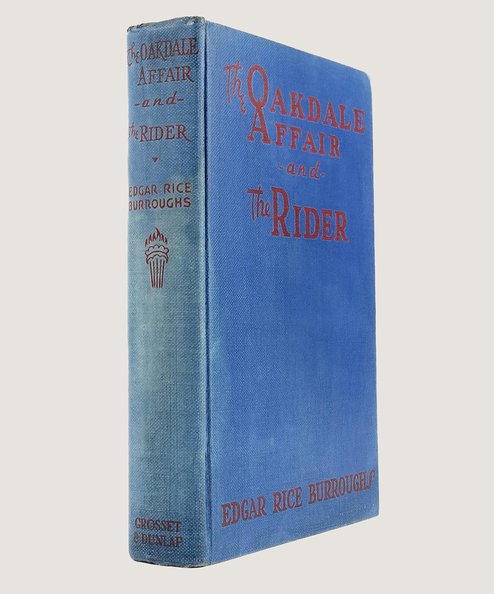 The OAKDALE
AFFAIR
-and-
The RIDER
EDGAR RICE
BURROUGHS
GROSSET
& DUNLAP
The OAKDALE
AFFAIR
-and-
The RIDER
EDGAR RICE BURROUGHS